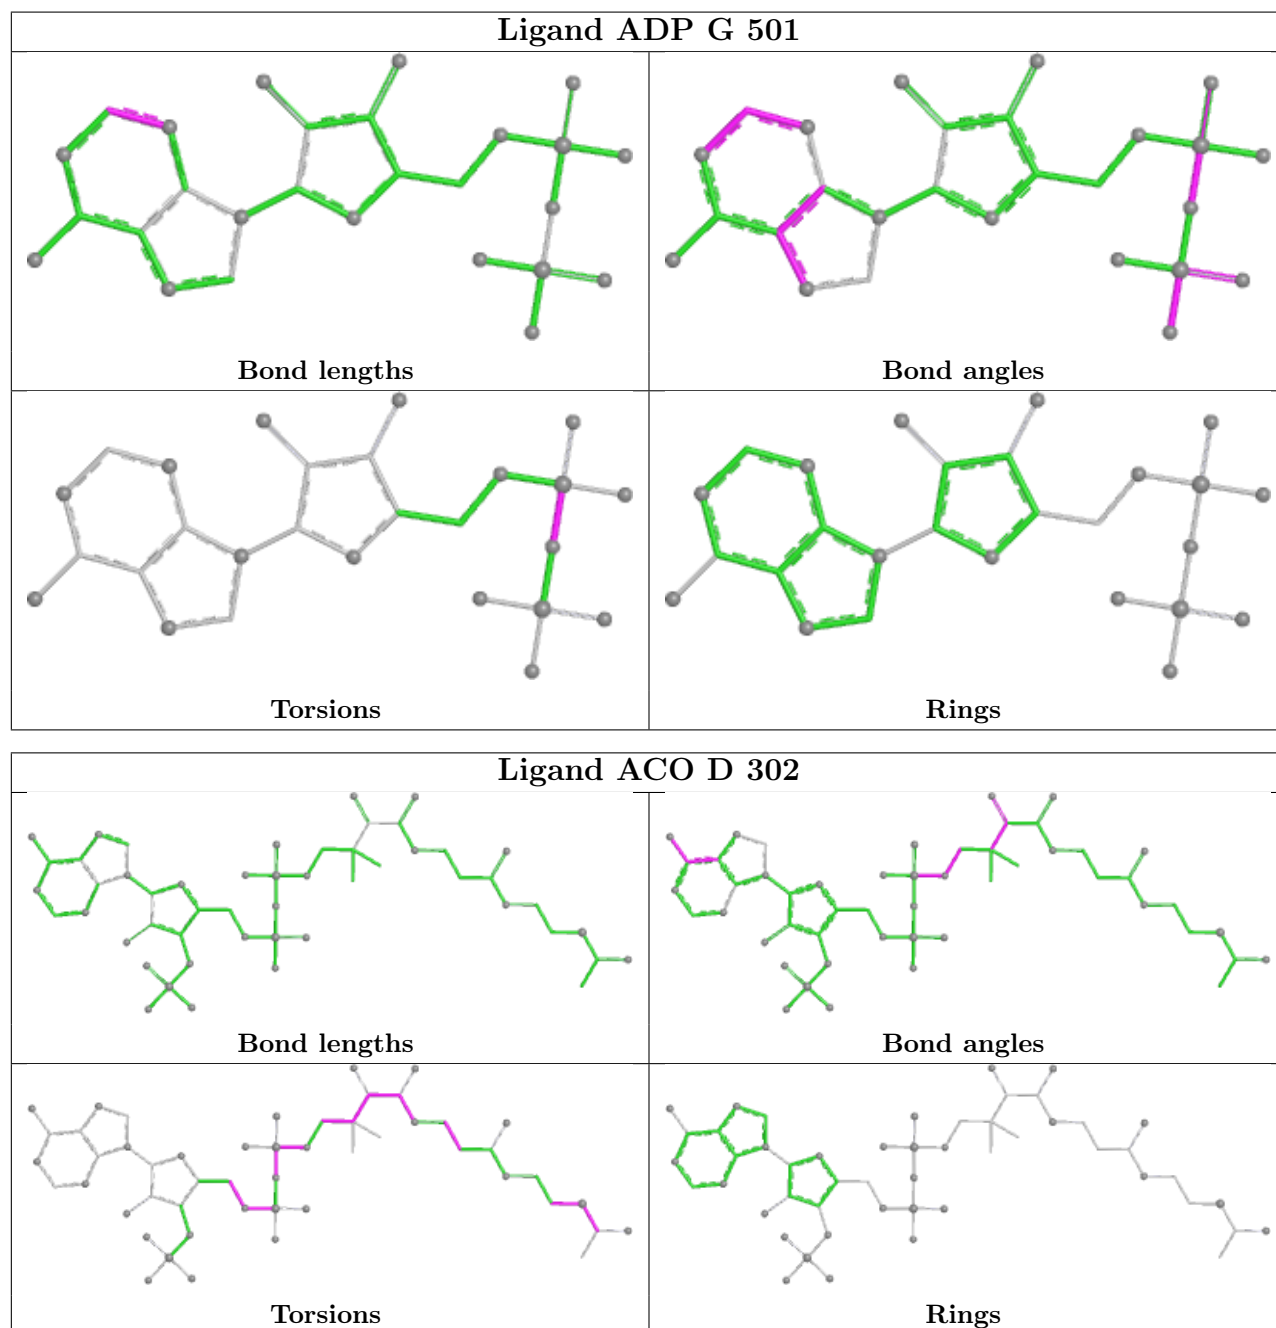 Ligand ADP G 501
Bond lengths
Bond angles
Torsions
Rings
Ligand ACO D 302
Bond lengths
Bond angles
Torsions
Rings